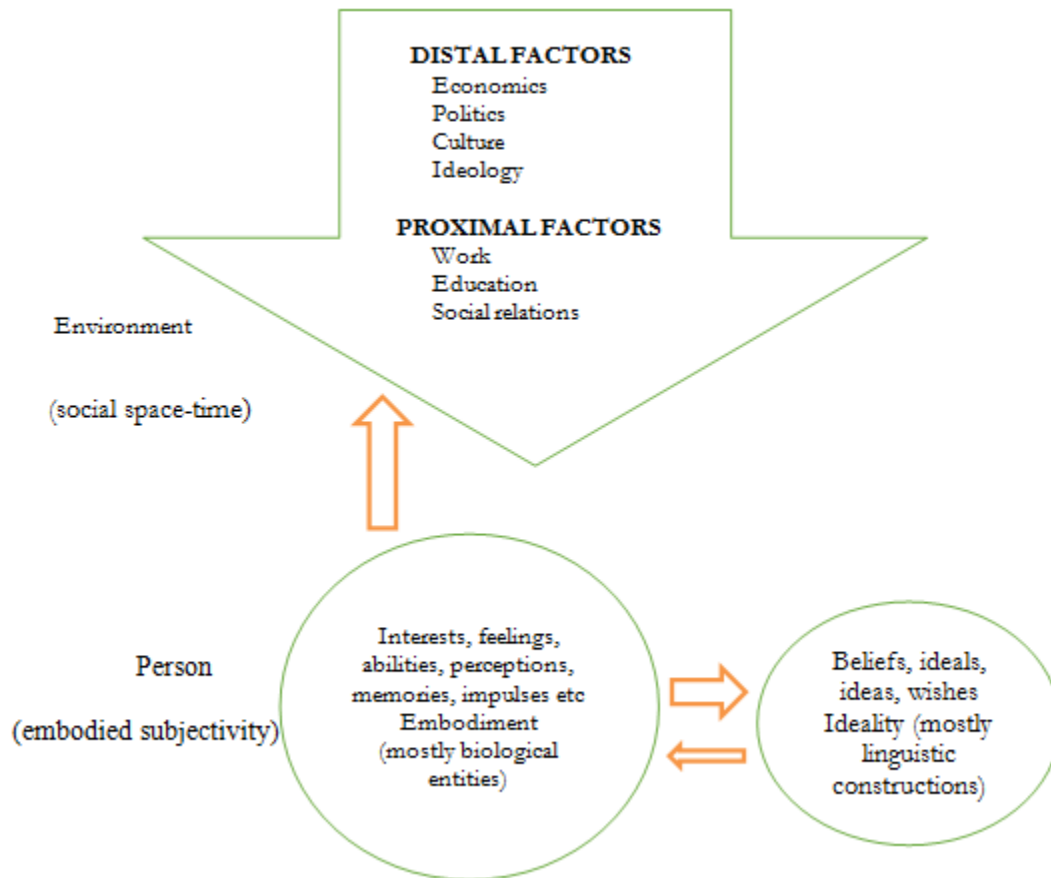 DISTAL FACTORS
Economics
Politics
Culture
Ideology
PROXIMAL FACTORS
Work
Education
Social relations
Environment
(social space-time)
Person
(embodied subjectivity)
Interests, feelings,
abilities, perceptions,
memories, impulses etc
Embodiment
(mostly biological
entities)
Beliefs, ideals,
ideas, wishes
Ideality (mostly
linguistic
constructions)